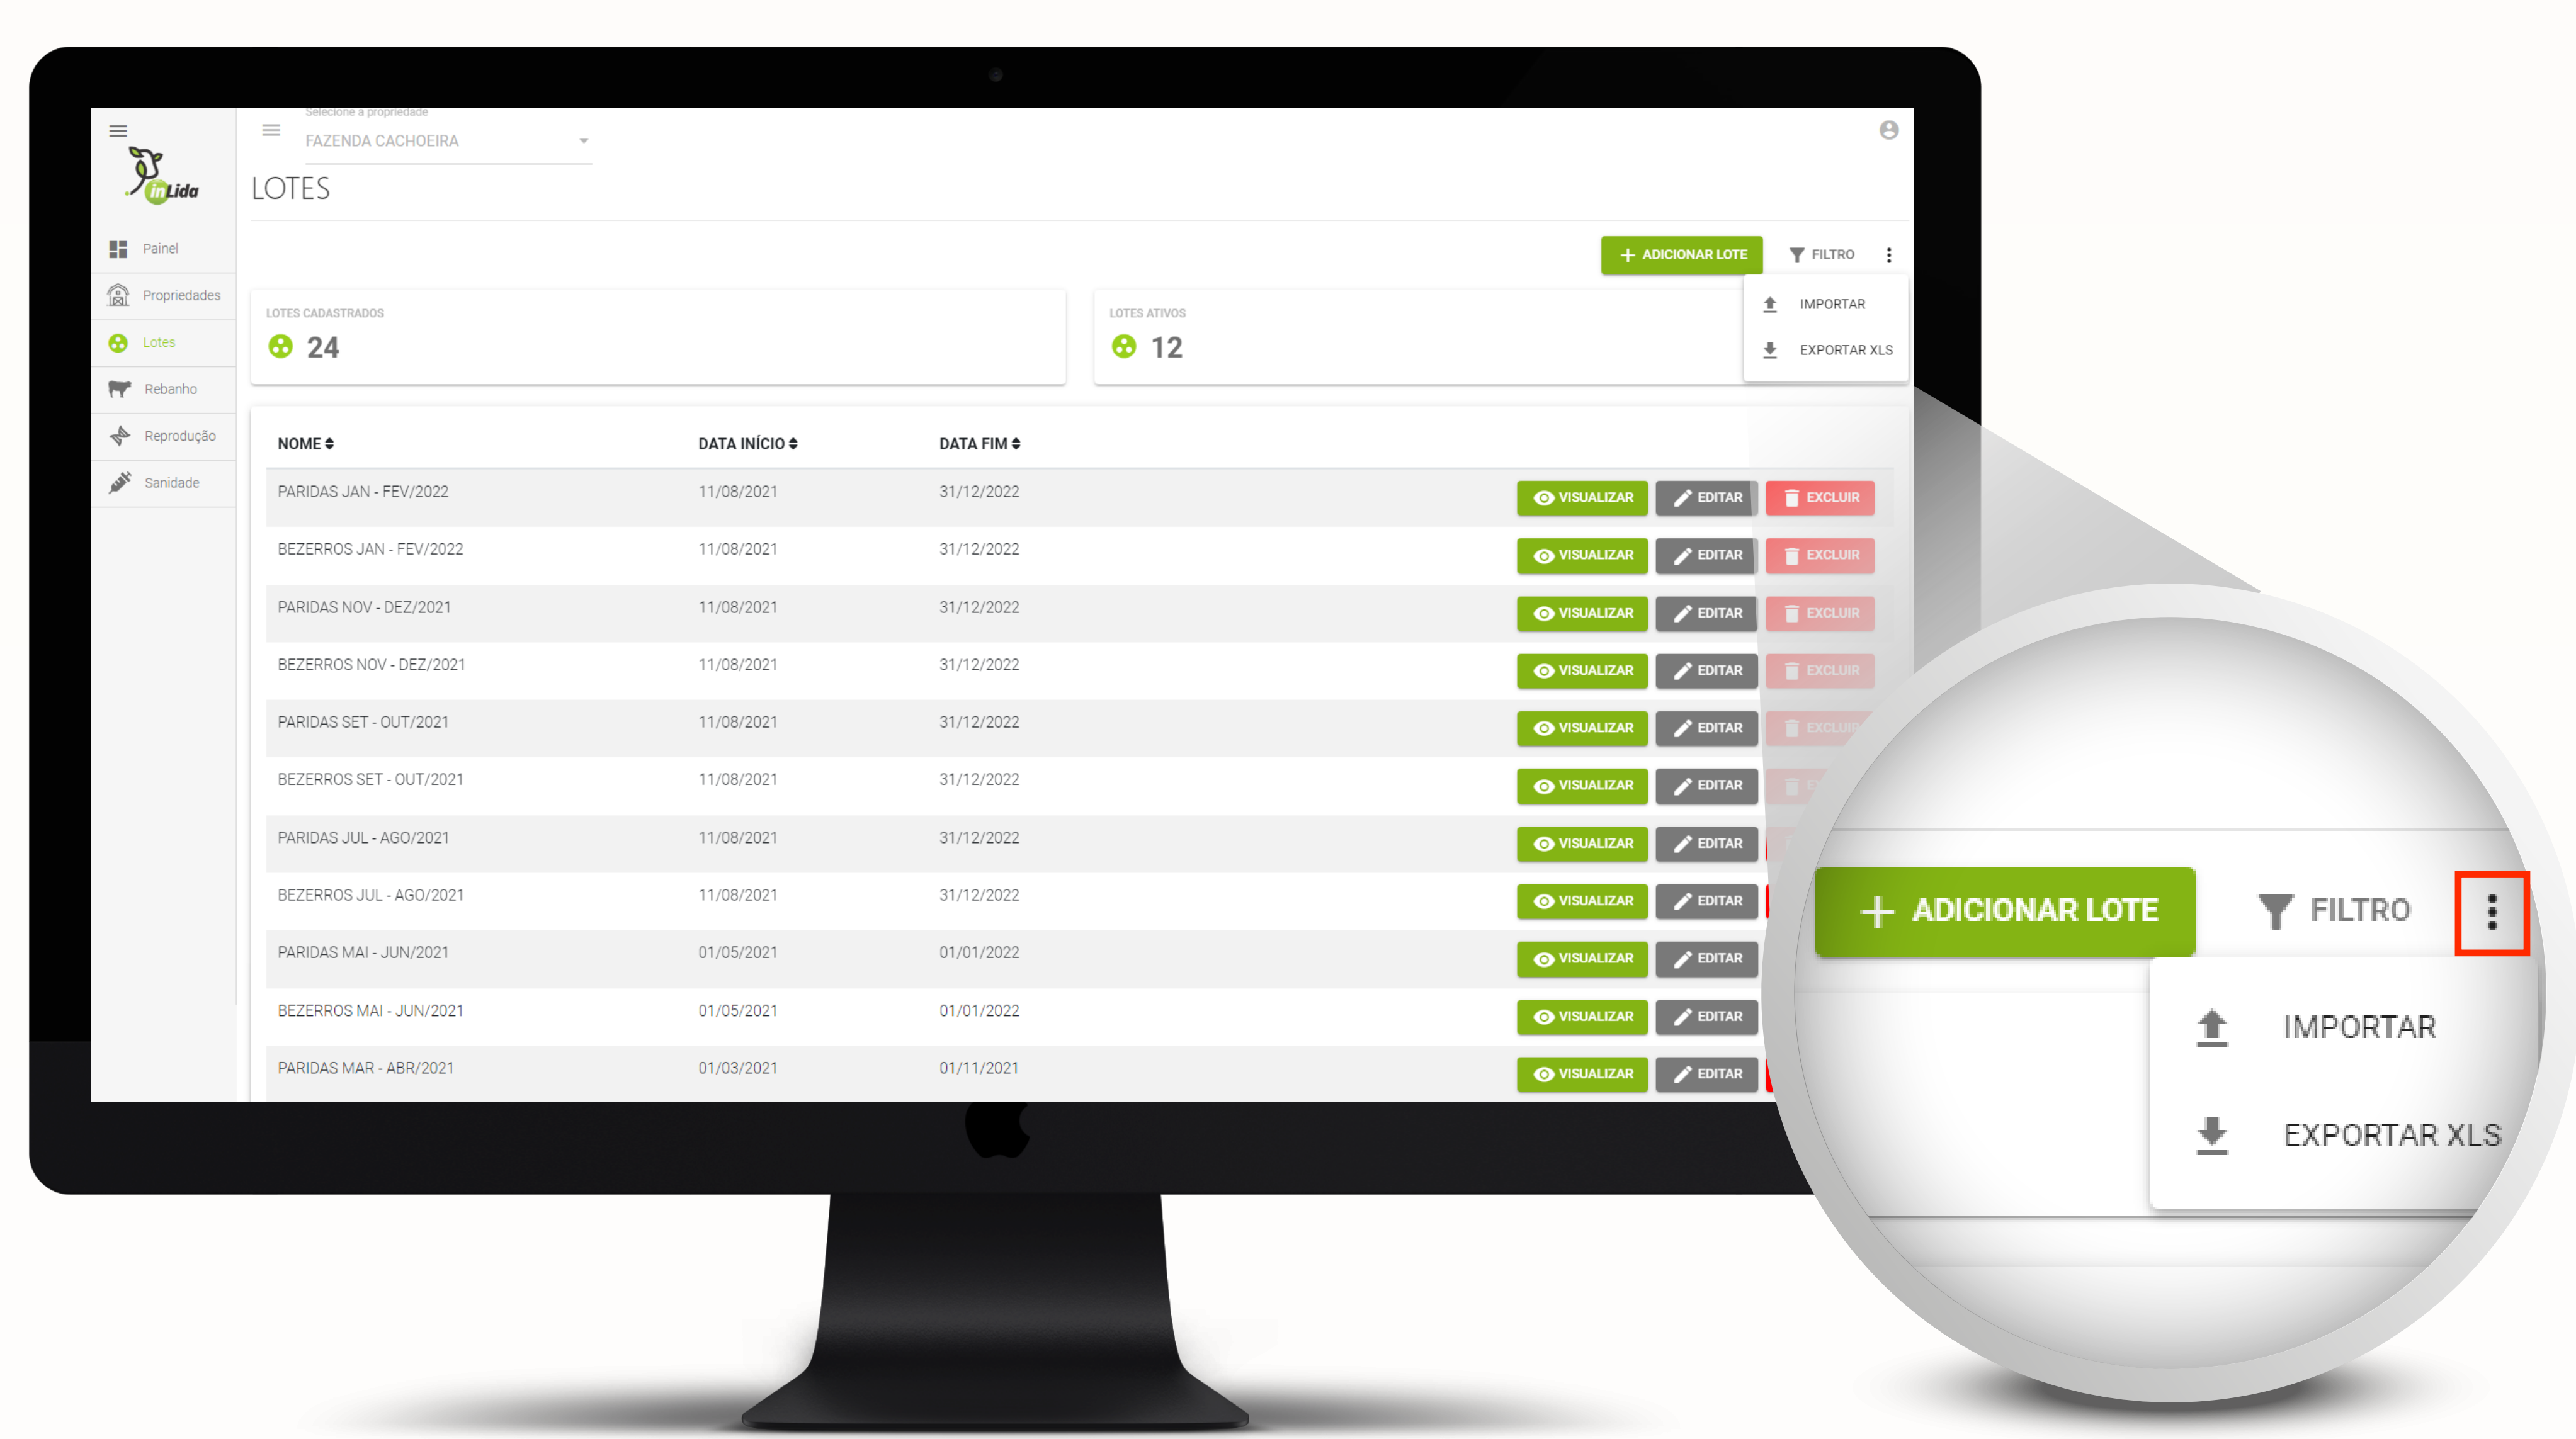 Selecione a propriedade
FAZENDA CACHOEIRA
inLida
LOTES
Painel
Propriedades
Lotes
Rebanho
Reprodução
Sanidade
+ ADICIONAR LOTE FILTRO
IMPORTAR
EXPORTAR XLS
LOTES CADASTRADOS
24
LOTES ATIVOS
12
NOME DATA INÍCIO DATA FIM
PARIDAS JAN - FEV/2022 11/08/2021 31/12/2022 VISUALIZAR EDITAR EXCLUIR
BEZERROS JAN - FEV/2022 11/08/2021 31/12/2022 VISUALIZAR EDITAR EXCLUIR
PARIDAS NOV - DEZ/2021 11/08/2021 31/12/2022 VISUALIZAR EDITAR EXCLUIR
BEZERROS NOV - DEZ/2021 11/08/2021 31/12/2022 VISUALIZAR EDITAR EXCLUIR
PARIDAS SET - OUT/2021 11/08/2021 31/12/2022 VISUALIZAR EDITAR EXCLUIR
BEZERROS SET - OUT/2021 11/08/2021 31/12/2022 VISUALIZAR EDITAR
PARIDAS JUL - AGO/2021 11/08/2021 31/12/2022 VISUALIZAR EDITAR
BEZERROS JUL - AGO/2021 11/08/2021 31/12/2022 VISUALIZAR EDITAR
PARIDAS MAI - JUN/2021 01/05/2021 01/01/2022 VISUALIZAR EDITAR
BEZERROS MAI - JUN/2021 01/05/2021 01/01/2022 VISUALIZAR EDITAR
PARIDAS MAR - ABR/2021 01/03/2021 01/11/2021 VISUALIZAR EDITAR
+ ADICIONAR LOTE FILTRO
IMPORTAR
EXPORTAR XLS